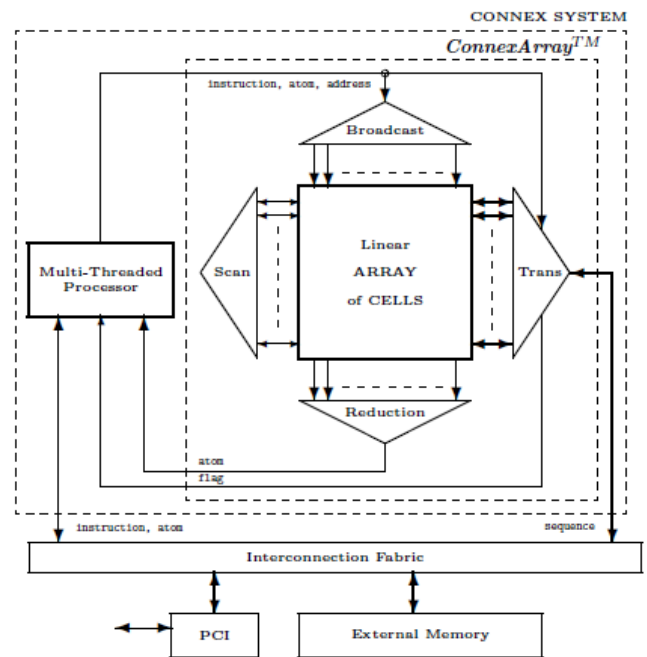 CONNEX SYSTEM
ConnexArray™
instruction, atom, address
Broadcast
Multi-Threaded
Processor
Scan
Linear
ARRAY
of CELLS
Trans
Reduction
atom
flag
instruction, atom
sequence
Interconnection Fabric
PCI
External Memory